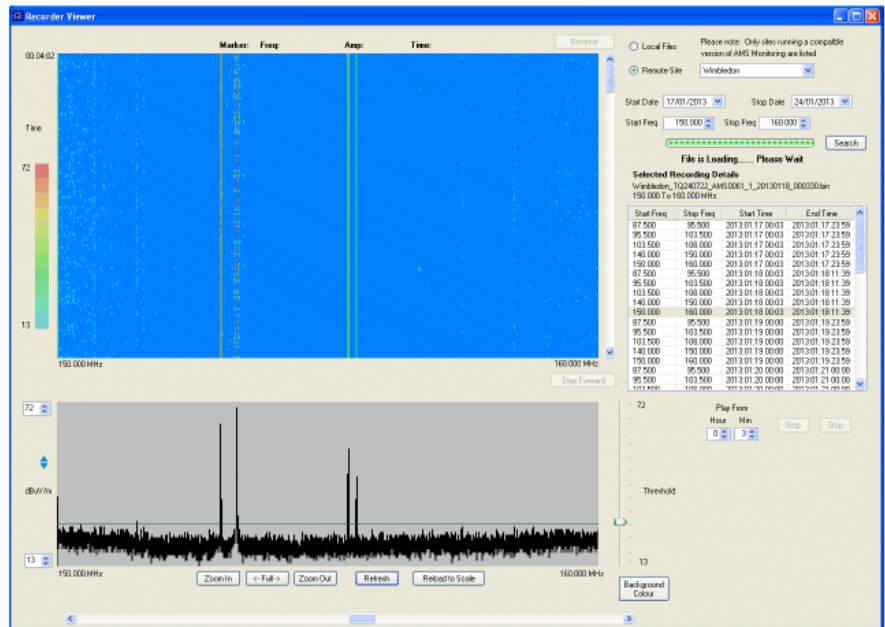 Recorder Viewer
Marker: Freq: Amp: Time:
Reverse
00:04:02
Time
72
13
150.000 MHz
160.000 MHz
Step Forward
Local Files
Please note: Only sites running a compatible
version of AMS Monitoring are listed
Remote Site
Wimbledon
Start Date 17/01/2013 Stop Date 24/01/2013
Start Freq 150.000 Stop Freq 160.000
Search
File is Loading...... Please Wait
Selected Recording Details
Wimbledon_TQ240722_AMS0061_1_20130118_000330.bin
150.000 To 160.000 MHz
Start Freq Stop Freq Start Time End Time
87.500 95.500 2013:01:17 00:03 2013:01:17 23:59
95.500 103.500 2013:01:17 00:03 2013:01:17 23:59
103.500 108.000 2013:01:17 00:03 2013:01:17 23:59
140.000 150.000 2013:01:17 00:03 2013:01:17 23:59
150.000 160.000 2013:01:17 00:03 2013:01:17 23:59
87.500 95.500 2013:01:18 00:03 2013:01:18 11:39
95.500 103.500 2013:01:18 00:03 2013:01:18 11:39
103.500 108.000 2013:01:18 00:03 2013:01:18 11:39
140.000 150.000 2013:01:18 00:03 2013:01:18 11:39
150.000 160.000 2013:01:18 00:03 2013:01:18 11:39
87.500 95.500 2013:01:19 00:00 2013:01:19 23:59
95.500 103.500 2013:01:19 00:00 2013:01:19 23:59
103.500 108.000 2013:01:19 00:00 2013:01:19 23:59
140.000 150.000 2013:01:19 00:00 2013:01:19 23:59
150.000 160.000 2013:01:19 00:00 2013:01:19 23:59
87.500 95.500 2013:01:20 00:00 2013:01:21 00:00
95.500 103.500 2013:01:20 00:00 2013:01:21 00:00
103.500 108.000 2013:01:20 00:00 2013:01:21 00:00
72
dBuV/m
13
150.000 MHz
160.000 MHz
Zoom In
<- Full ->
Zoom Out
Refresh
Reload to Scale
72
Threshold
13
Play From
Hour Min
0 3
Stop Stop
Background
Colour